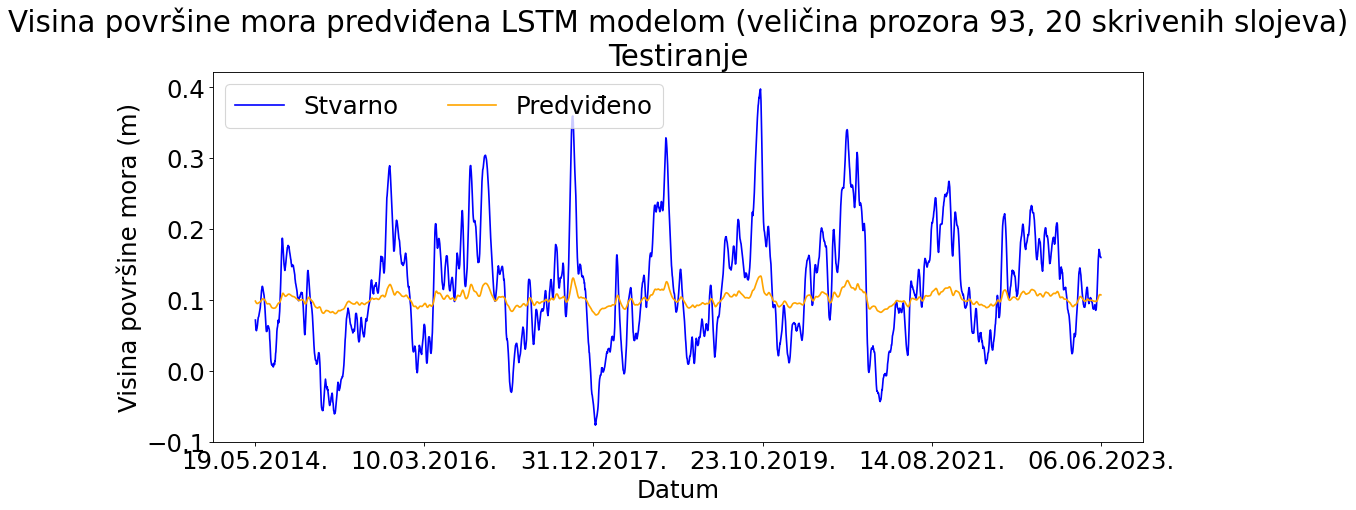 Visina površine mora predviđena LSTM modelom (veličina prozora 93, 20 skrivenih slojeva)
Testiranje
Stvarno Predviđeno
Visina površine mora (m)
0.4
0.3
0.2
0.1
0.0
−0.1
19.05.2014. 10.03.2016. 31.12.2017. 23.10.2019. 14.08.2021. 06.06.2023.
Datum